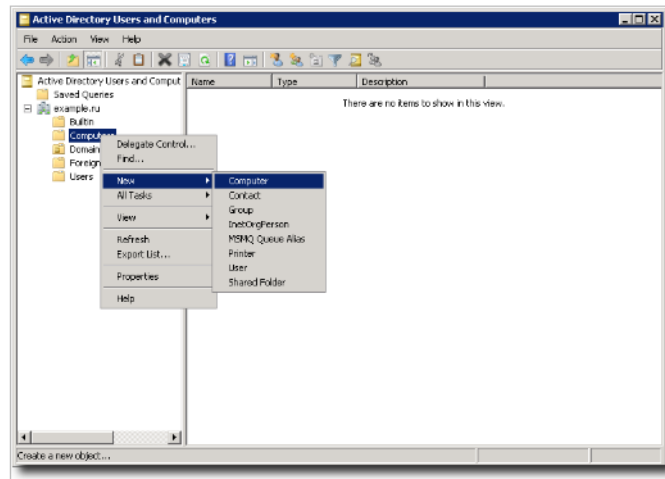 Active Directory Users and Computers
File Action View Help
Active Directory Users and Comput
Name Type Description
Saved Queries
There are no items to show in this view.
example.ru
Builtin
Computers
Domain
Foreign
Users
Delegate Control...
Find...
New
All Tasks
View
Refresh
Export List...
Properties
Help
Computer
Contact
Group
InetOrgPerson
MSMQ Queue Alias
Printer
User
Shared Folder
Create a new object...